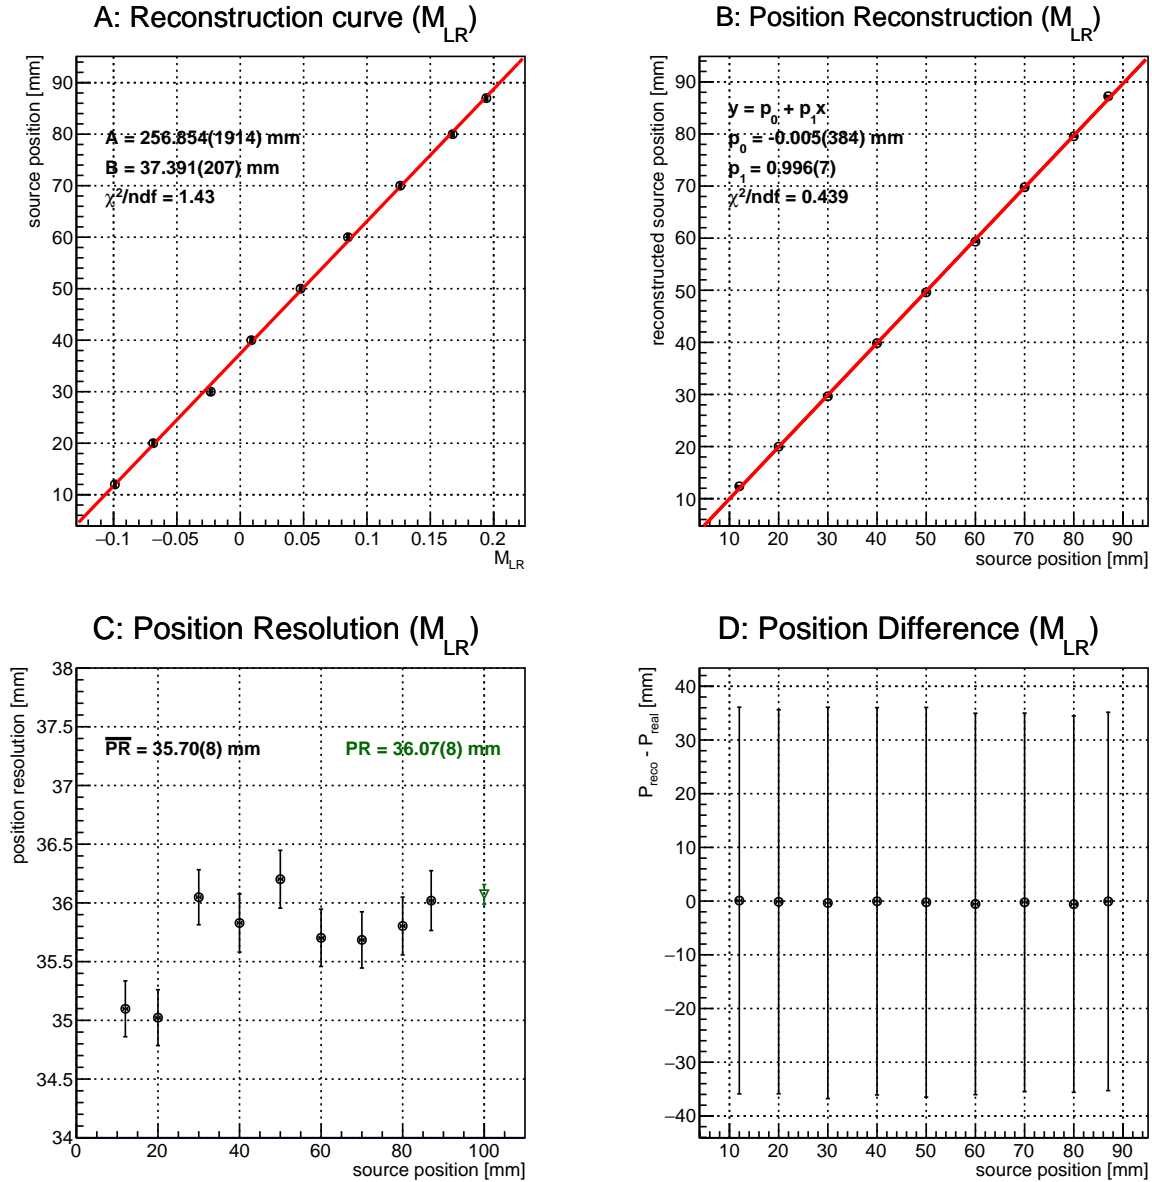 A: Reconstruction curve (M_LR)
source position [mm]
90
80
70
60
50
40
30
20
10
A = 256.854(1914) mm
B = 37.391(207) mm
χ²/ndf = 1.43
−0.1 −0.05 0 0.05 0.1 0.15 0.2
M_LR
B: Position Reconstruction (M_LR)
reconstructed source position [mm]
90
80
70
60
50
40
30
20
10
y = p_0 + p_1x
p_0 = -0.005(384) mm
p_1 = 0.996(7)
χ²/ndf = 0.439
10 20 30 40 50 60 70 80 90
source position [mm]
C: Position Resolution (M_LR)
position resolution [mm]
38
37.5
37
36.5
36
35.5
35
34.5
34
P̅R̅ = 35.70(8) mm
PR = 36.07(8) mm
0 20 40 60 80 100
source position [mm]
D: Position Difference (M_LR)
P_reco - P_real [mm]
40
30
20
10
0
−10
−20
−30
−40
10 20 30 40 50 60 70 80 90
source position [mm]